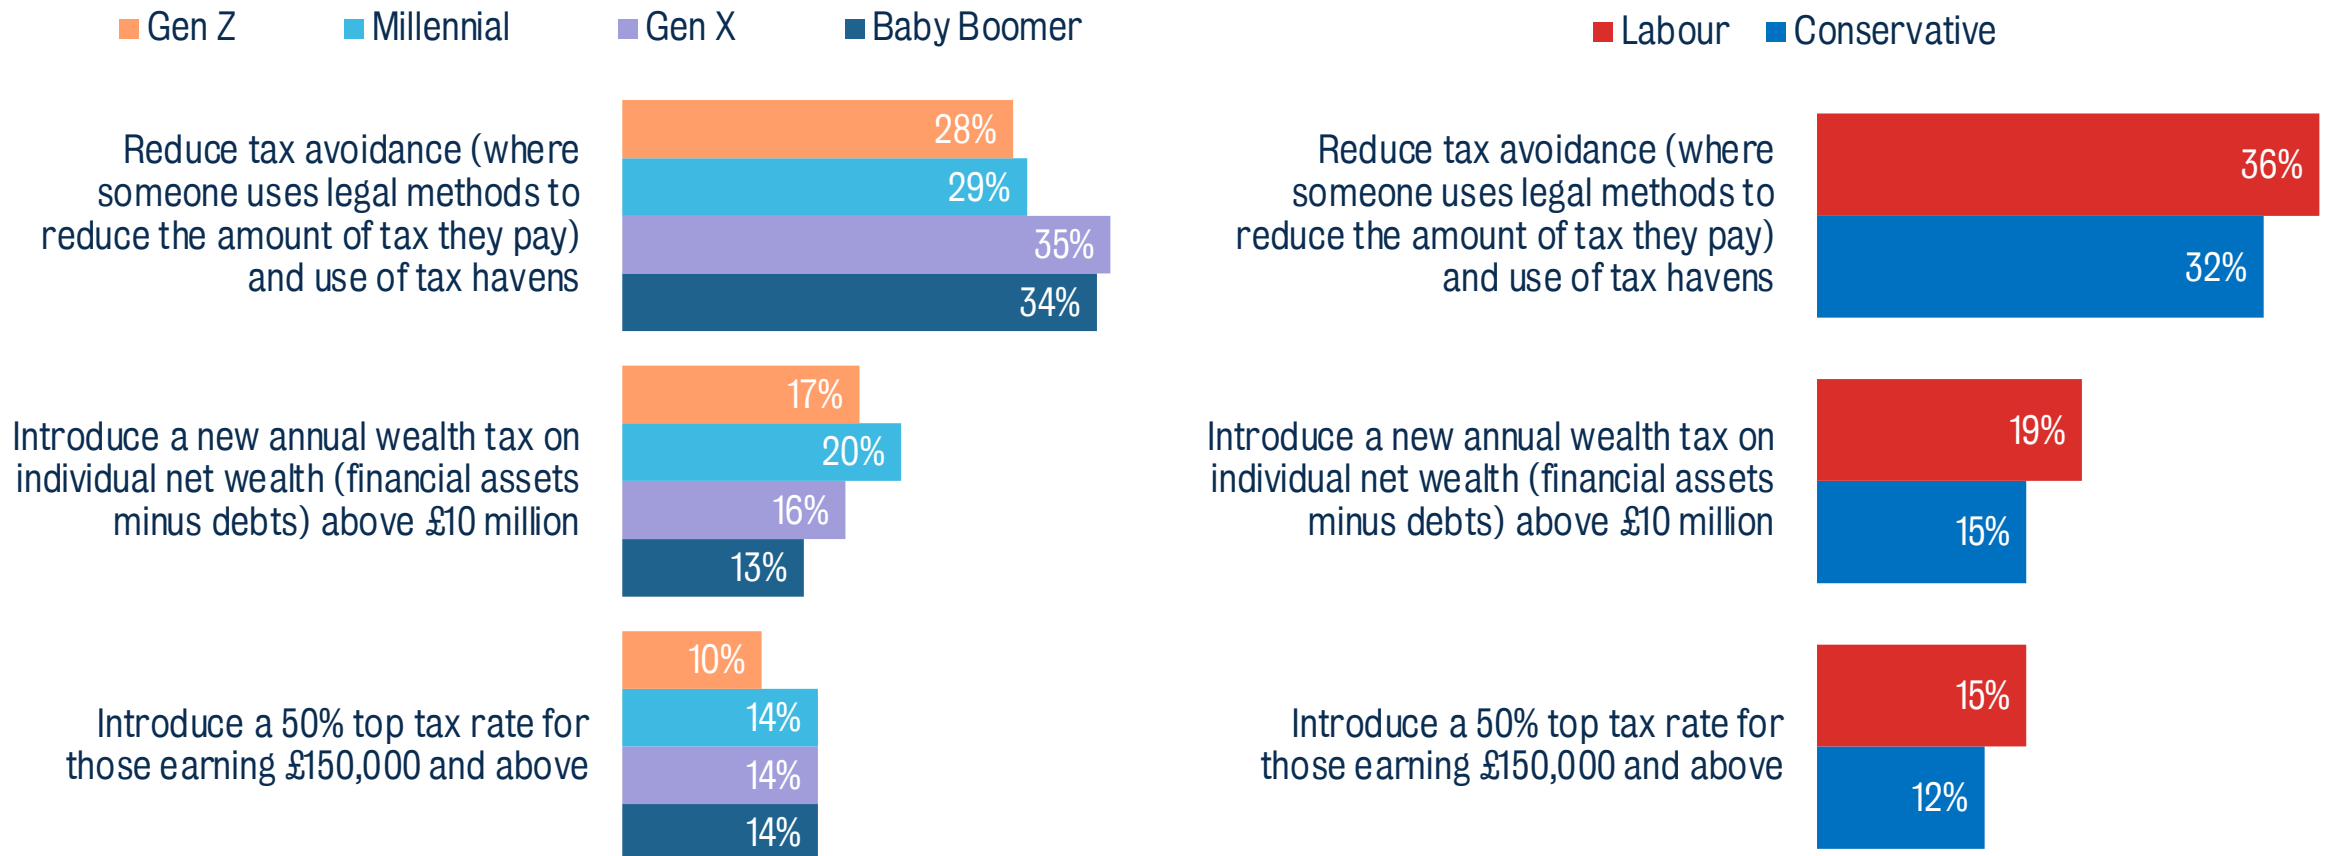 Gen Z
Millennial
Gen X
Baby Boomer
Reduce tax avoidance (where
someone uses legal methods to
reduce the amount of tax they pay)
and use of tax havens
28%
29%
35%
34%
Introduce a new annual wealth tax on
individual net wealth (financial assets
minus debts) above £10 million
17%
20%
16%
13%
Introduce a 50% top tax rate for
those earning £150,000 and above
10%
14%
14%
14%
Labour
Conservative
Reduce tax avoidance (where
someone uses legal methods to
reduce the amount of tax they pay)
and use of tax havens
36%
32%
Introduce a new annual wealth tax on
individual net wealth (financial assets
minus debts) above £10 million
19%
15%
Introduce a 50% top tax rate for
those earning £150,000 and above
15%
12%